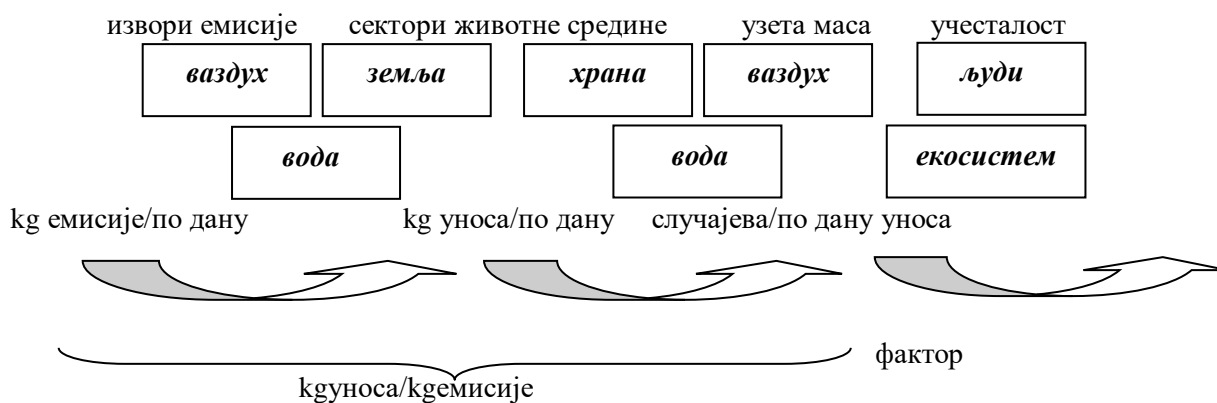 извори емисије сектори животне средине узета маса учесталост
ваздух земља храна ваздух људи
вода вода екосистем
kg емисије/по дану kg уноса/по дану случајева/по дану уноса
фактор
kgуноса/kgемисије